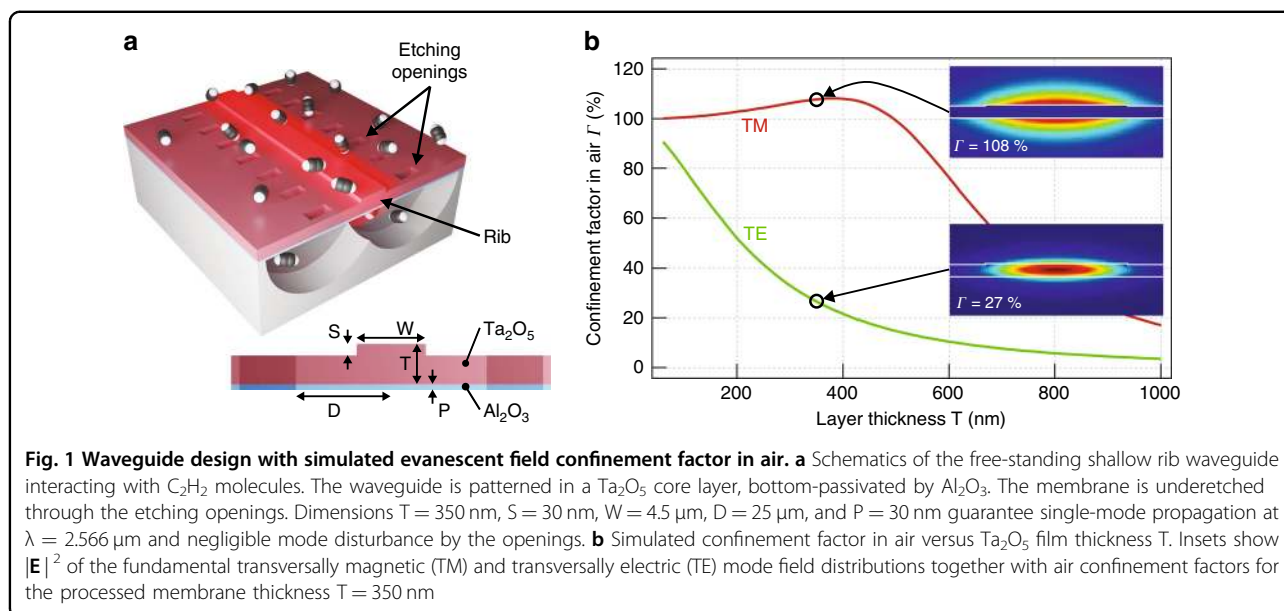 a
Etching
openings
Rib
S
W
T
Ta₂O₅
D
P
Al₂O₃
b
Confinement factor in air Γ (%)
120
100
80
60
40
20
0
TM
TE
Γ = 108 %
Γ = 27 %
200
400
600
800
1000
Layer thickness T (nm)
Fig. 1 Waveguide design with simulated evanescent field confinement factor in air. a Schematics of the free-standing shallow rib waveguide
interacting with C₂H₂ molecules. The waveguide is patterned in a Ta₂O₅ core layer, bottom-passivated by Al₂O₃. The membrane is underetched
through the etching openings. Dimensions T = 350 nm, S = 30 nm, W = 4.5 μm, D = 25 μm, and P = 30 nm guarantee single-mode propagation at
λ = 2.566 μm and negligible mode disturbance by the openings. b Simulated confinement factor in air versus Ta₂O₅ film thickness T. Insets show
|E|² of the fundamental transversally magnetic (TM) and transversally electric (TE) mode field distributions together with air confinement factors for
the processed membrane thickness T = 350 nm